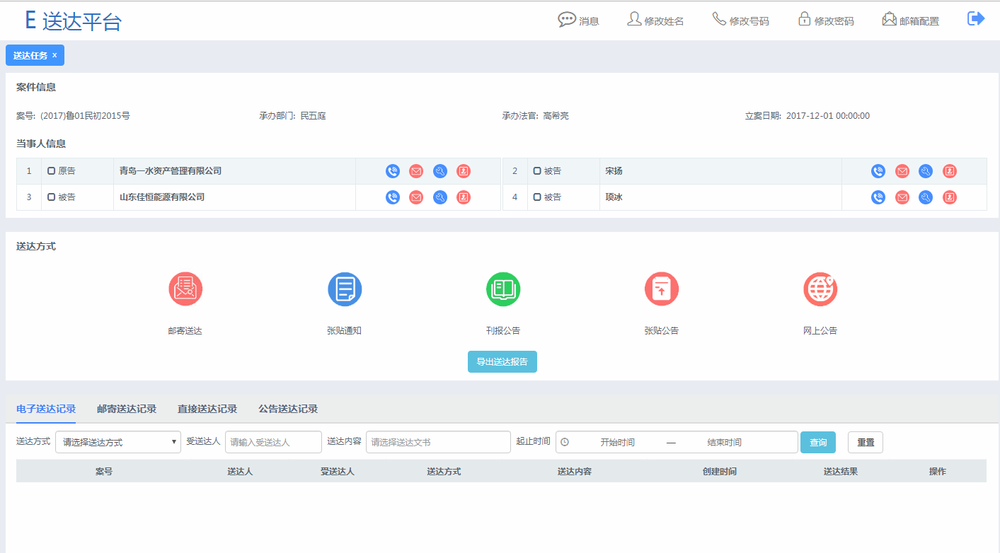 E 送达平台
消息 修改姓名 修改号码 修改密码 邮箱配置
送达任务 x
案件信息
案号: (2017)鲁01民初2015号 承办部门: 民五庭 承办法官: 高希亮 立案日期: 2017-12-01 00:00:00
当事人信息
1 原告 青岛一水资产管理有限公司 2 被告 宋扬
3 被告 山东佳恒能源有限公司 4 被告 顶冰
送达方式
邮寄送达 张贴通知 刊报公告 张贴公告 网上公告
导出送达报告
电子送达记录 邮寄送达记录 直接送达记录 公告送达记录
送达方式 请选择送达方式 受送达人 请输入受送达人 送达内容 请选择送达文书 起止时间 开始时间 — 结束时间 查询 重置
案号 送达人 受送达人 送达方式 送达内容 创建时间 送达结果 操作